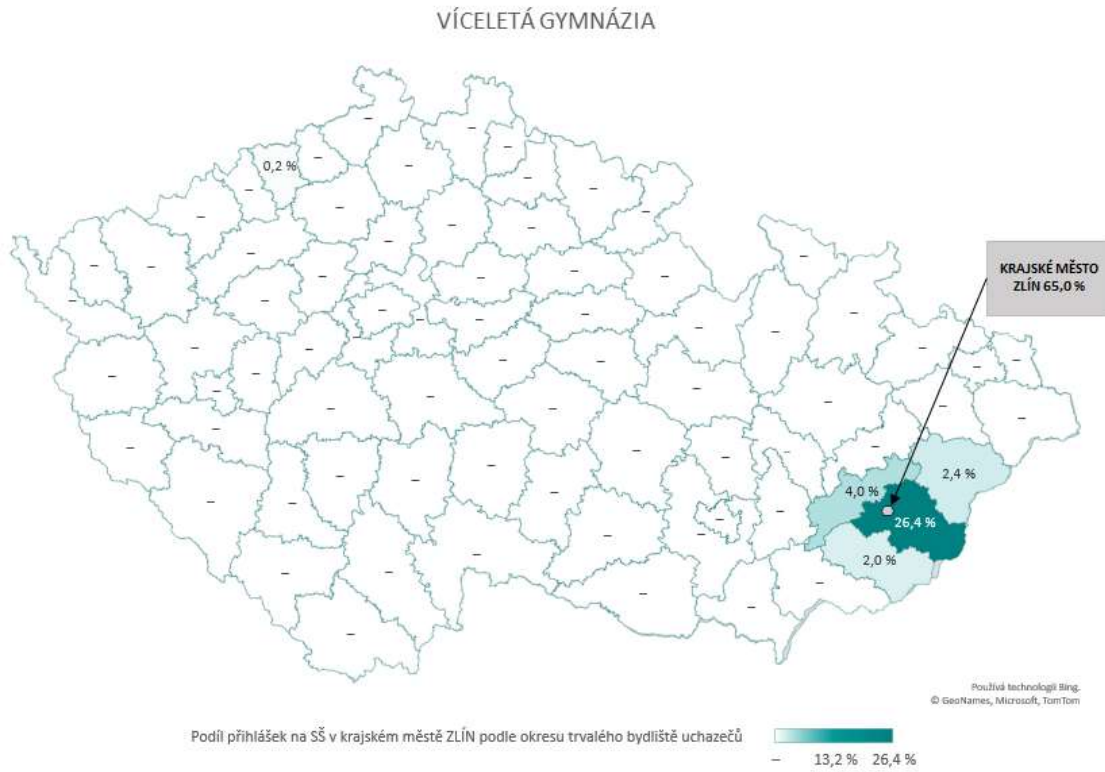 VÍCELETÁ GYMNÁZIA
0,2 %
KRAJSKÉ MĚSTO
ZLÍN 65,0 %
2,4 %
4,0 %
26,4 %
2,0 %
Používá technologii Bing.
© GeoNames, Microsoft, TomTom
Podíl přihlášek na SŠ v krajském městě ZLÍN podle okresu trvalého bydliště uchazečů
– 13,2 % 26,4 %